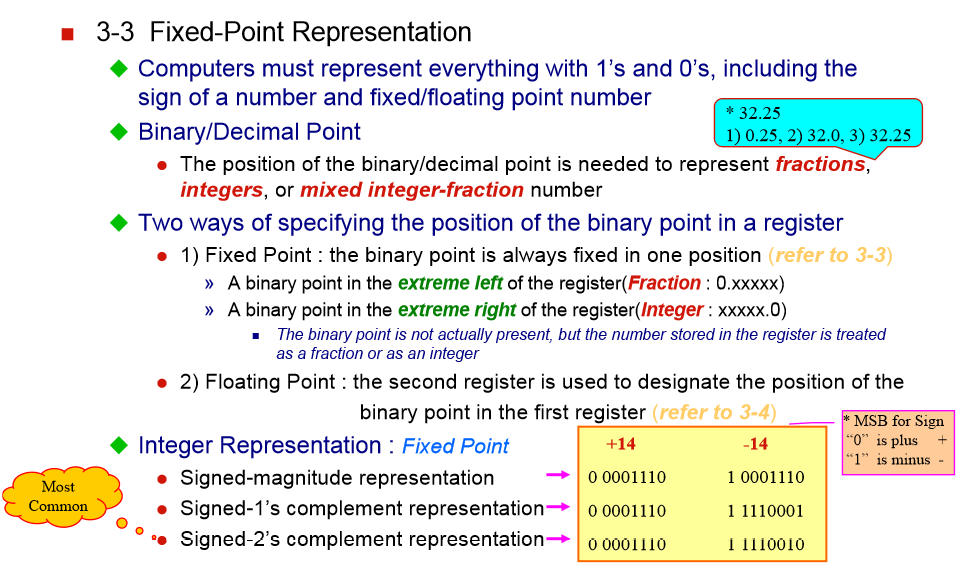 3-3 Fixed-Point Representation
Computers must represent everything with 1's and 0's, including the
sign of a number and fixed/floating point number
* 32.25
1) 0.25, 2) 32.0, 3) 32.25
Binary/Decimal Point
The position of the binary/decimal point is needed to represent fractions,
integers, or mixed integer-fraction number
Two ways of specifying the position of the binary point in a register
1) Fixed Point : the binary point is always fixed in one position (refer to 3-3)
» A binary point in the extreme left of the register(Fraction : 0.xxxxx)
» A binary point in the extreme right of the register(Integer : xxxxx.0)
The binary point is not actually present, but the number stored in the register is treated
as a fraction or as an integer
2) Floating Point : the second register is used to designate the position of the
binary point in the first register (refer to 3-4)
* MSB for Sign
"0" is plus +
"1" is minus -
Integer Representation : Fixed Point
+14 -14
Signed-magnitude representation 0 0001110 1 0001110
Signed-1's complement representation 0 0001110 1 1110001
Signed-2's complement representation 0 0001110 1 1110010
Most
Common